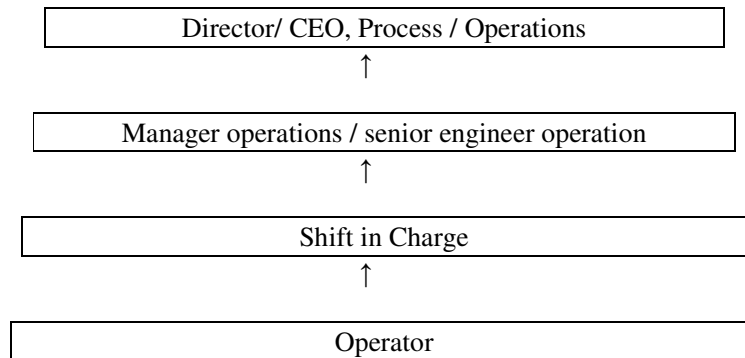 Director/ CEO, Process / Operations
↑
Manager operations / senior engineer operation
↑
Shift in Charge
↑
Operator